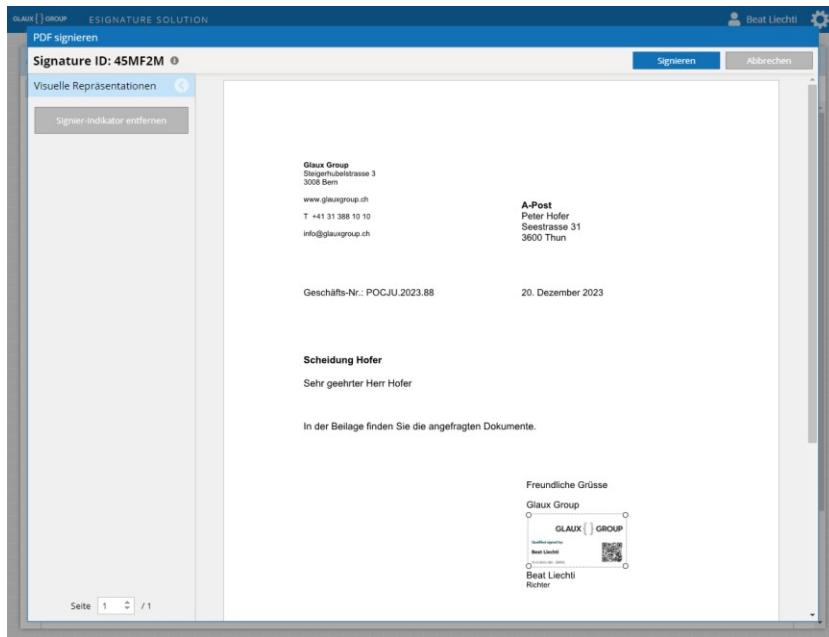 GLAUX{ }GROUP ESIGNATURE SOLUTION
Beat Liechti
PDF signieren
Signature ID: 45MF2M
Signieren
Abbrechen
Visuelle Repräsentationen
Signier-Indikator entfernen
Glaux Group
Steigerhubelstrasse 3
3008 Bern
www.glauxgroup.ch
T +41 31 388 10 10
info@glauxgroup.ch
A-Post
Peter Hofer
Seestrasse 31
3600 Thun
Geschäfts-Nr.: POCJU.2023.88
20. Dezember 2023
Scheidung Hofer
Sehr geehrter Herr Hofer
In der Beilage finden Sie die angefragten Dokumente.
Freundliche Grüsse
Glaux Group
GLAUX { } GROUP
Qualified signed by:
Beat Liechti
Beat Liechti
Richter
Seite 1 / 1